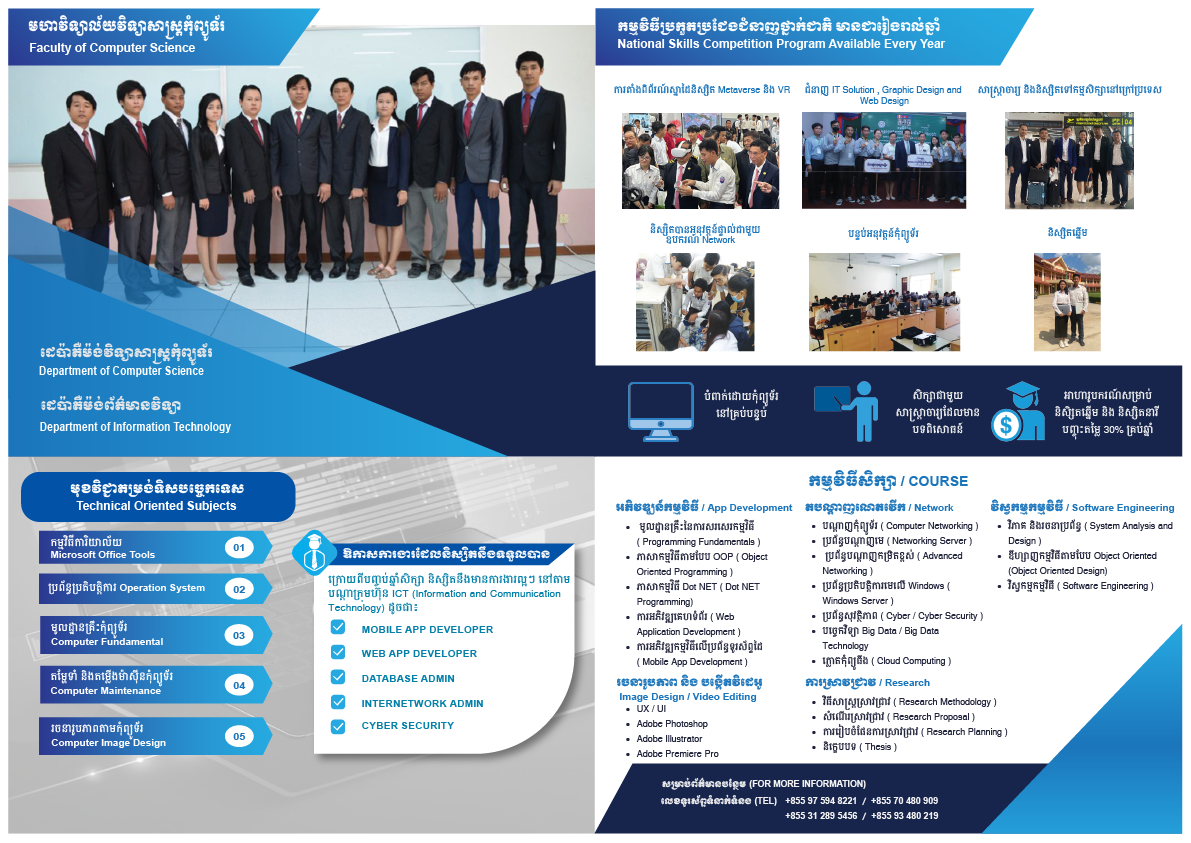 មហាវិទ្យាល័យវិទ្យាសាស្ត្រកុំព្យូទ័រ
Faculty of Computer Science
ដេប៉ាតឺម៉ង់វិទ្យាសាស្ត្រកុំព្យូទ័រ
Department of Computer Science
ដេប៉ាតឺម៉ង់ព័ត៌មានវិទ្យា
Department of Information Technology
កម្មវិធីប្រកួតប្រជែងជំនាញថ្នាក់ជាតិ មានជារៀងរាល់ឆ្នាំ
National Skills Competition Program Available Every Year
ការតាំងពិព័រណ៍ស្នាដៃនិស្សិត Metaverse និង VR
ជំនាញ IT Solution , Graphic Design and
Web Design
សាស្ត្រាចារ្យ និងនិស្សិតទៅកម្មសិក្សានៅក្រៅប្រទេស
និស្សិតបានអនុវត្តន៍ផ្ទាល់ជាមួយ
ឧបករណ៍ Network
បន្ទប់អនុវត្តន៍កុំព្យូទ័រ
និស្សិតឆ្នើម
បំពាក់ដោយកុំព្យូទ័រ
នៅគ្រប់បន្ទប់
សិក្សាជាមួយ
សាស្ត្រាចារ្យដែលមាន
បទពិសោធន៍
អាហារូបករណ៍សម្រាប់
និស្សិតឆ្នើម និង និស្សិតនារី
បញ្ចុះតម្លៃ 30% គ្រប់ឆ្នាំ
មុខវិជ្ជាតម្រង់ទិសបច្ចេកទេស
Technical Oriented Subjects
កម្មវិធីការិយាល័យ
Microsoft Office Tools
01
ប្រព័ន្ធប្រតិបត្តិការ Operation System
02
មូលដ្ឋានគ្រឹះកុំព្យូទ័រ
Computer Fundamental
03
តម្លៃទាំ និងតម្លើងម៉ាស៊ីនកុំព្យូទ័រ
Computer Maintenance
04
រចនារូបភាពតាមកុំព្យូទ័រ
Computer Image Design
05
ឱកាសការងារដែលនិស្សិតនឹងទទួលបាន
ក្រោយពីបញ្ចប់ឆ្នាំសិក្សា និស្សិតនឹងមានការងារល្អៗ នៅតាម
បណ្តាក្រុមហ៊ុន ICT (Information and Communication
Technology) ដូចជា៖
MOBILE APP DEVELOPER
WEB APP DEVELOPER
DATABASE ADMIN
INTERNETWORK ADMIN
CYBER SECURITY
កម្មវិធីសិក្សា / COURSE
អភិវឌ្ឍន៍កម្មវិធី / App Development
• មូលដ្ឋានគ្រឹះនៃការសរសេរកម្មវិធី
( Programming Fundamentals )
• ភាសាកម្មវិធីតាមបែប OOP ( Object
Oriented Programming )
• ភាសាកម្មវិធី Dot NET ( Dot NET
Programming)
• ការអភិវឌ្ឍគេហទំព័រ ( Web
Application Development )
• ការអភិវឌ្ឍកម្មវិធីលើប្រព័ន្ធទូរស័ព្ទដៃ
( Mobile App Development )
រចនារូបភាព និង បង្កើតវិដេអូ
Image Design / Video Editing
• UX / UI
• Adobe Photoshop
• Adobe Illustrator
• Adobe Premiere Pro
តបណ្តាញណេតវើក / Network
• បណ្តាញកុំព្យូទ័រ ( Computer Networking )
• ប្រព័ន្ធបណ្តាញមេ ( Networking Server )
• ប្រព័ន្ធបណ្តាញកម្រិតខ្ពស់ ( Advanced
Networking )
• ប្រព័ន្ធប្រតិបត្តិការមេលើ Windows (
Windows Server )
• ប្រព័ន្ធសុវត្ថិភាព ( Cyber / Cyber Security )
• បច្ចេកវិទ្យា Big Data / Big Data
Technology
• ក្លោតកុំព្យូធីង ( Cloud Computing )
ការស្រាវជ្រាវ / Research
• វិធីសាស្ត្រស្រាវជ្រាវ ( Research Methodology )
• សំណើរស្រាវជ្រាវ ( Research Proposal )
• ការរៀបចំផែនការស្រាវជ្រាវ ( Research Planning )
• និក្ខេបបទ ( Thesis )
វិស្វកម្មកម្មវិធី / Software Engineering
• វិភាគ និងរចនាប្រព័ន្ធ ( System Analysis and
Design )
• ឌីហ្សាញកម្មវិធីតាមបែប Object Oriented
(Object Oriented Design)
• វិស្វកម្មកម្មវិធី ( Software Engineering )
សម្រាប់ព័ត៌មានបន្ថែម (FOR MORE INFORMATION)
លេខទូរស័ព្ទទំនាក់ទំនង (TEL) +855 97 594 8221 / +855 70 480 909
+855 31 289 5456 / +855 93 480 219